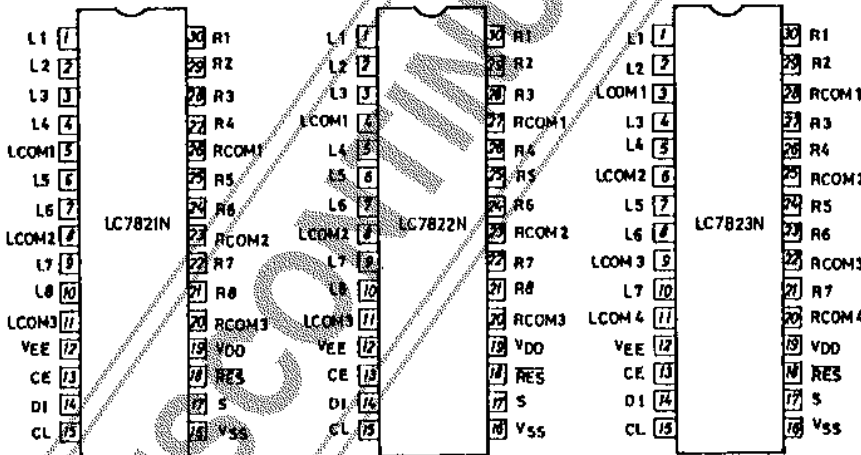 L1 1 30 R1 L1 1 30 R1 L1 1 30 R1
L2 2 29 R2 L2 2 29 R2 L2 2 29 R2
L3 3 28 R3 L3 3 28 R3 LCOM1 3 28 RCOM1
L4 4 27 R4 LCOM1 4 27 RCOM1 L3 4 27 R3
LCOM1 5 26 RCOM1 L4 5 26 R4 L4 5 26 R4
L5 6 25 R5 L5 6 25 R5 LCOM2 6 25 RCOM2
L6 7 24 R6 L6 7 24 R6 L5 7 24 R5
LC7821N LC7822N LC7823N
LCOM2 8 23 RCOM2 LCOM2 8 23 RCOM2 L6 8 23 R6
L7 9 22 R7 L7 9 22 R7 LCOM3 9 22 RCOM3
L8 10 21 R8 L8 10 21 R8 L7 10 21 R7
LCOM3 11 20 RCOM3 LCOM3 11 20 RCOM3 LCOM4 11 20 RCOM4
VEE 12 19 VDD VEE 12 19 VDD VEE 12 19 VDD
CE 13 18 RES CE 13 18 RES CE 13 18 RES
DI 14 17 S DI 14 17 S DI 14 17 S
CL 15 16 VSS CL 15 16 VSS CL 15 16 VSS
ISCONTINU